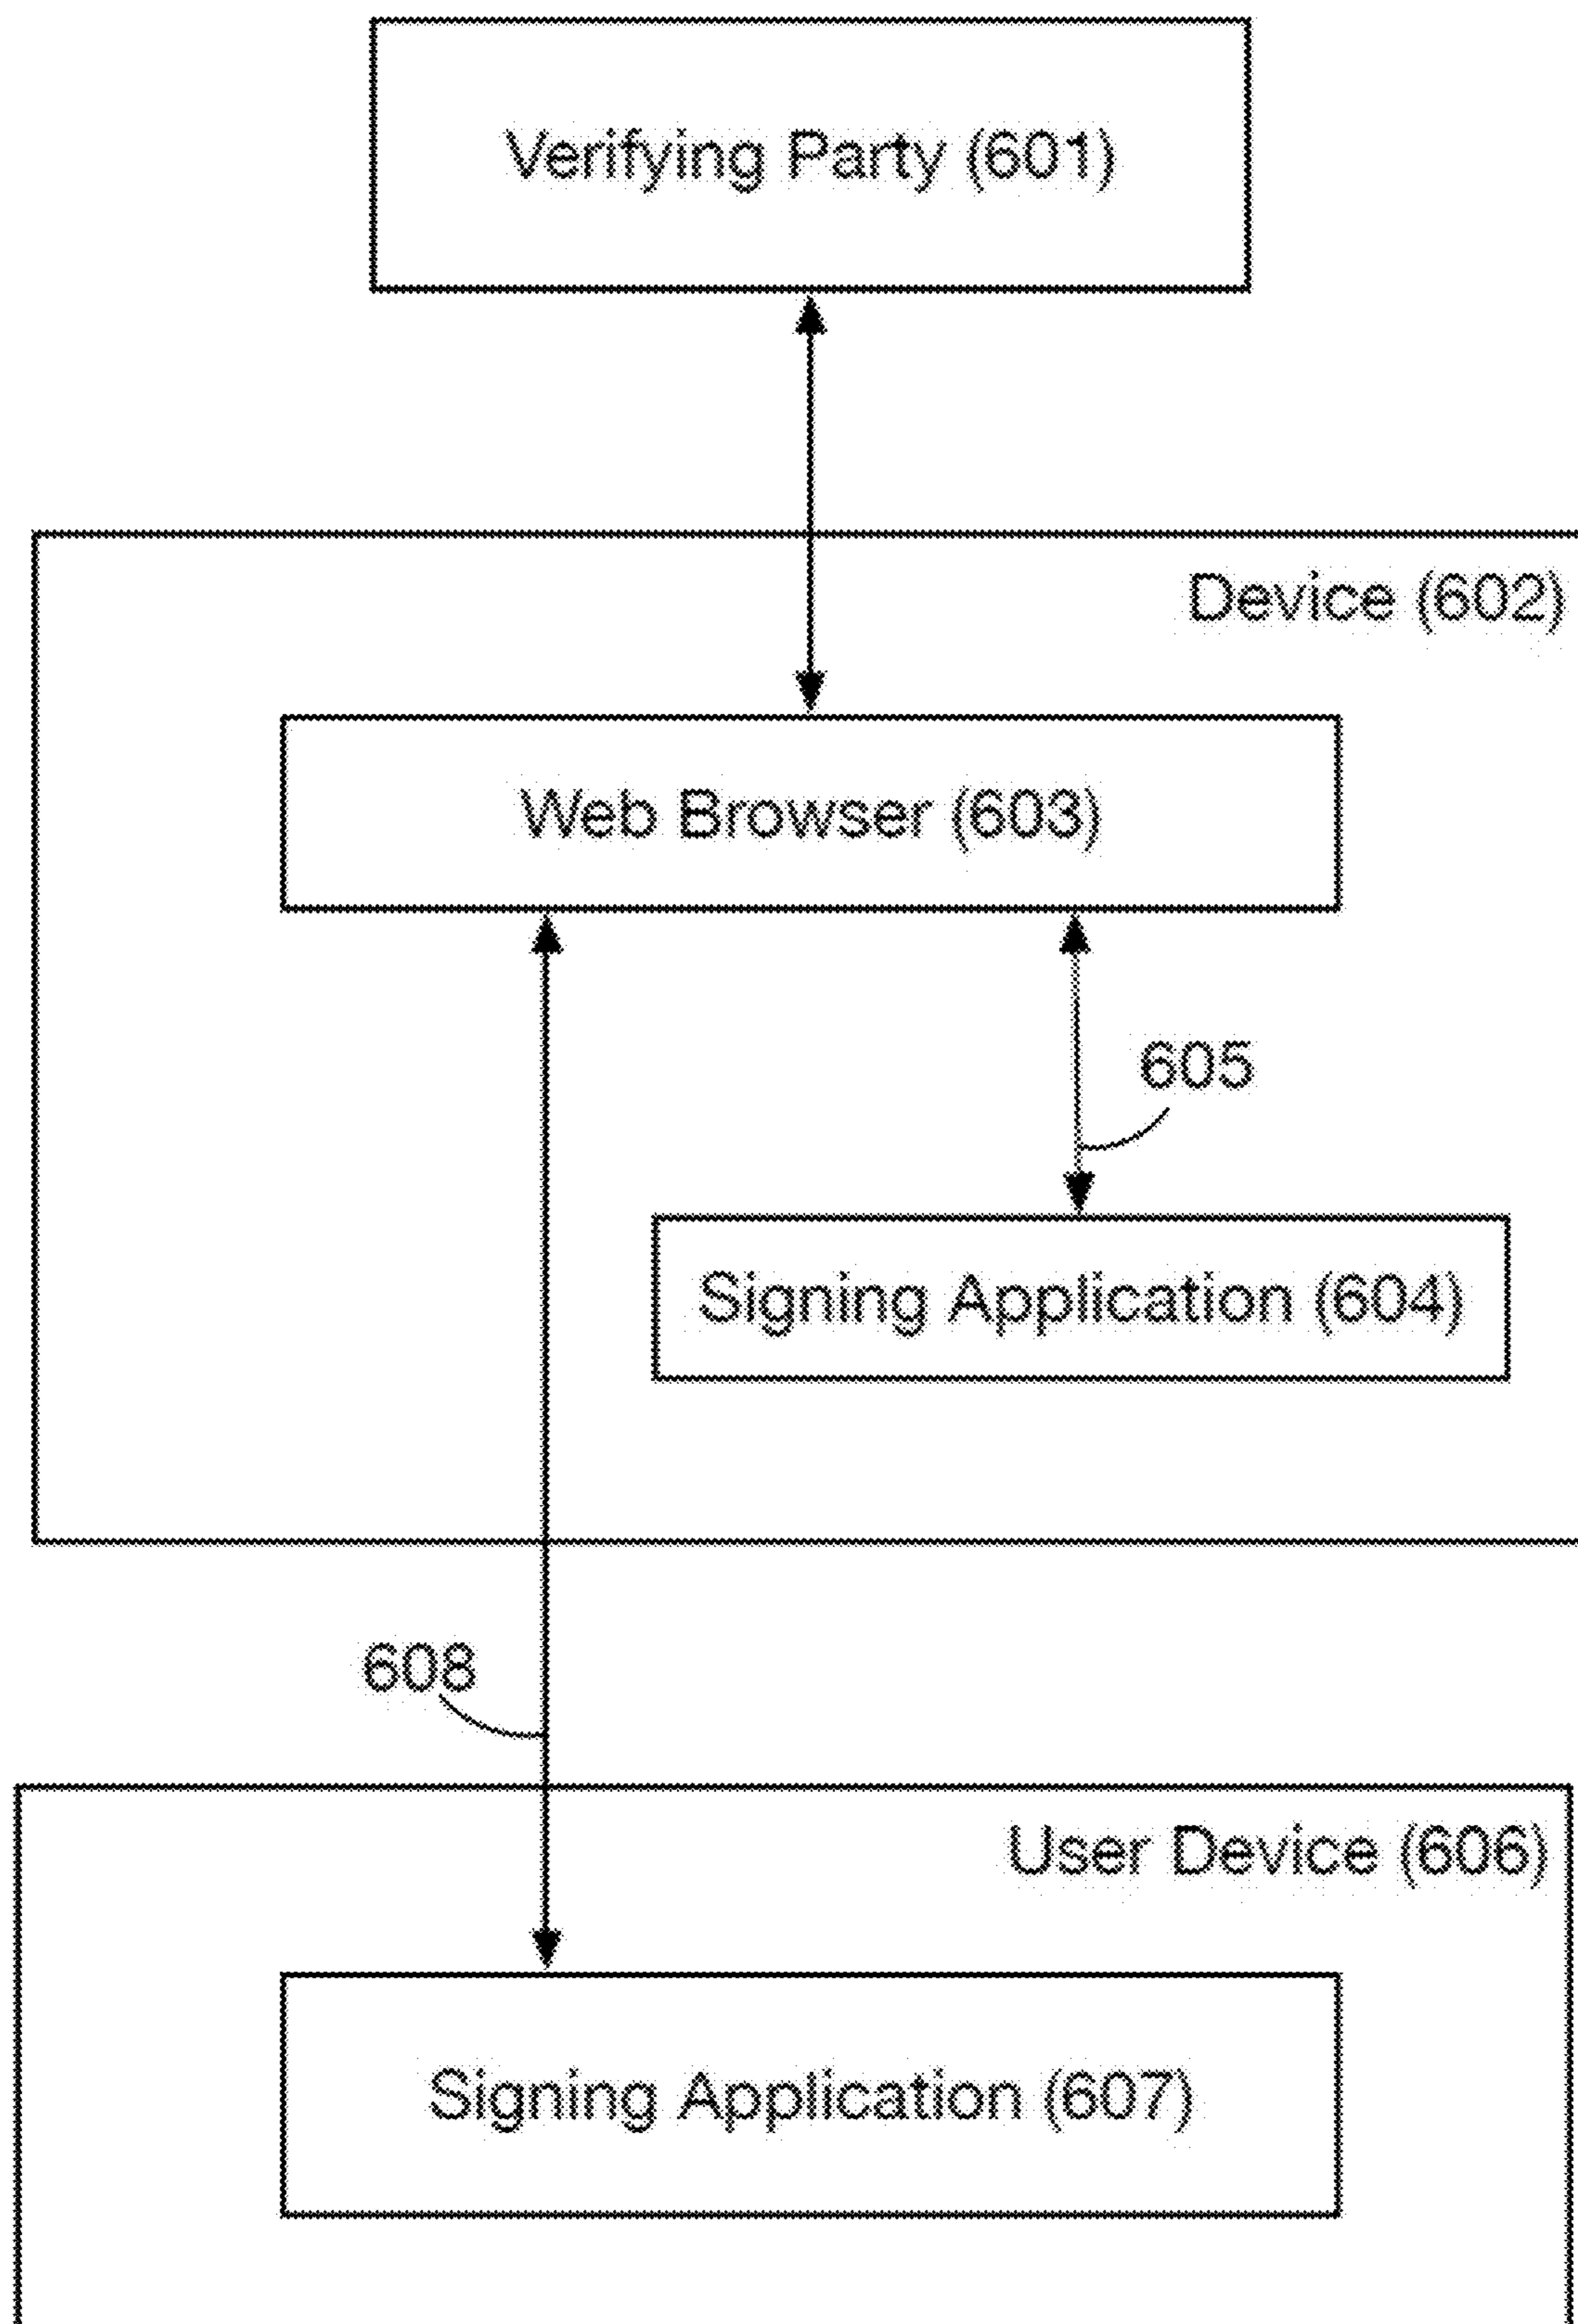 Verifying Party (601)
Device (602)
Web Browser (603)
605
Signing Application (604)
608
User Device (606)
Signing Application (607)